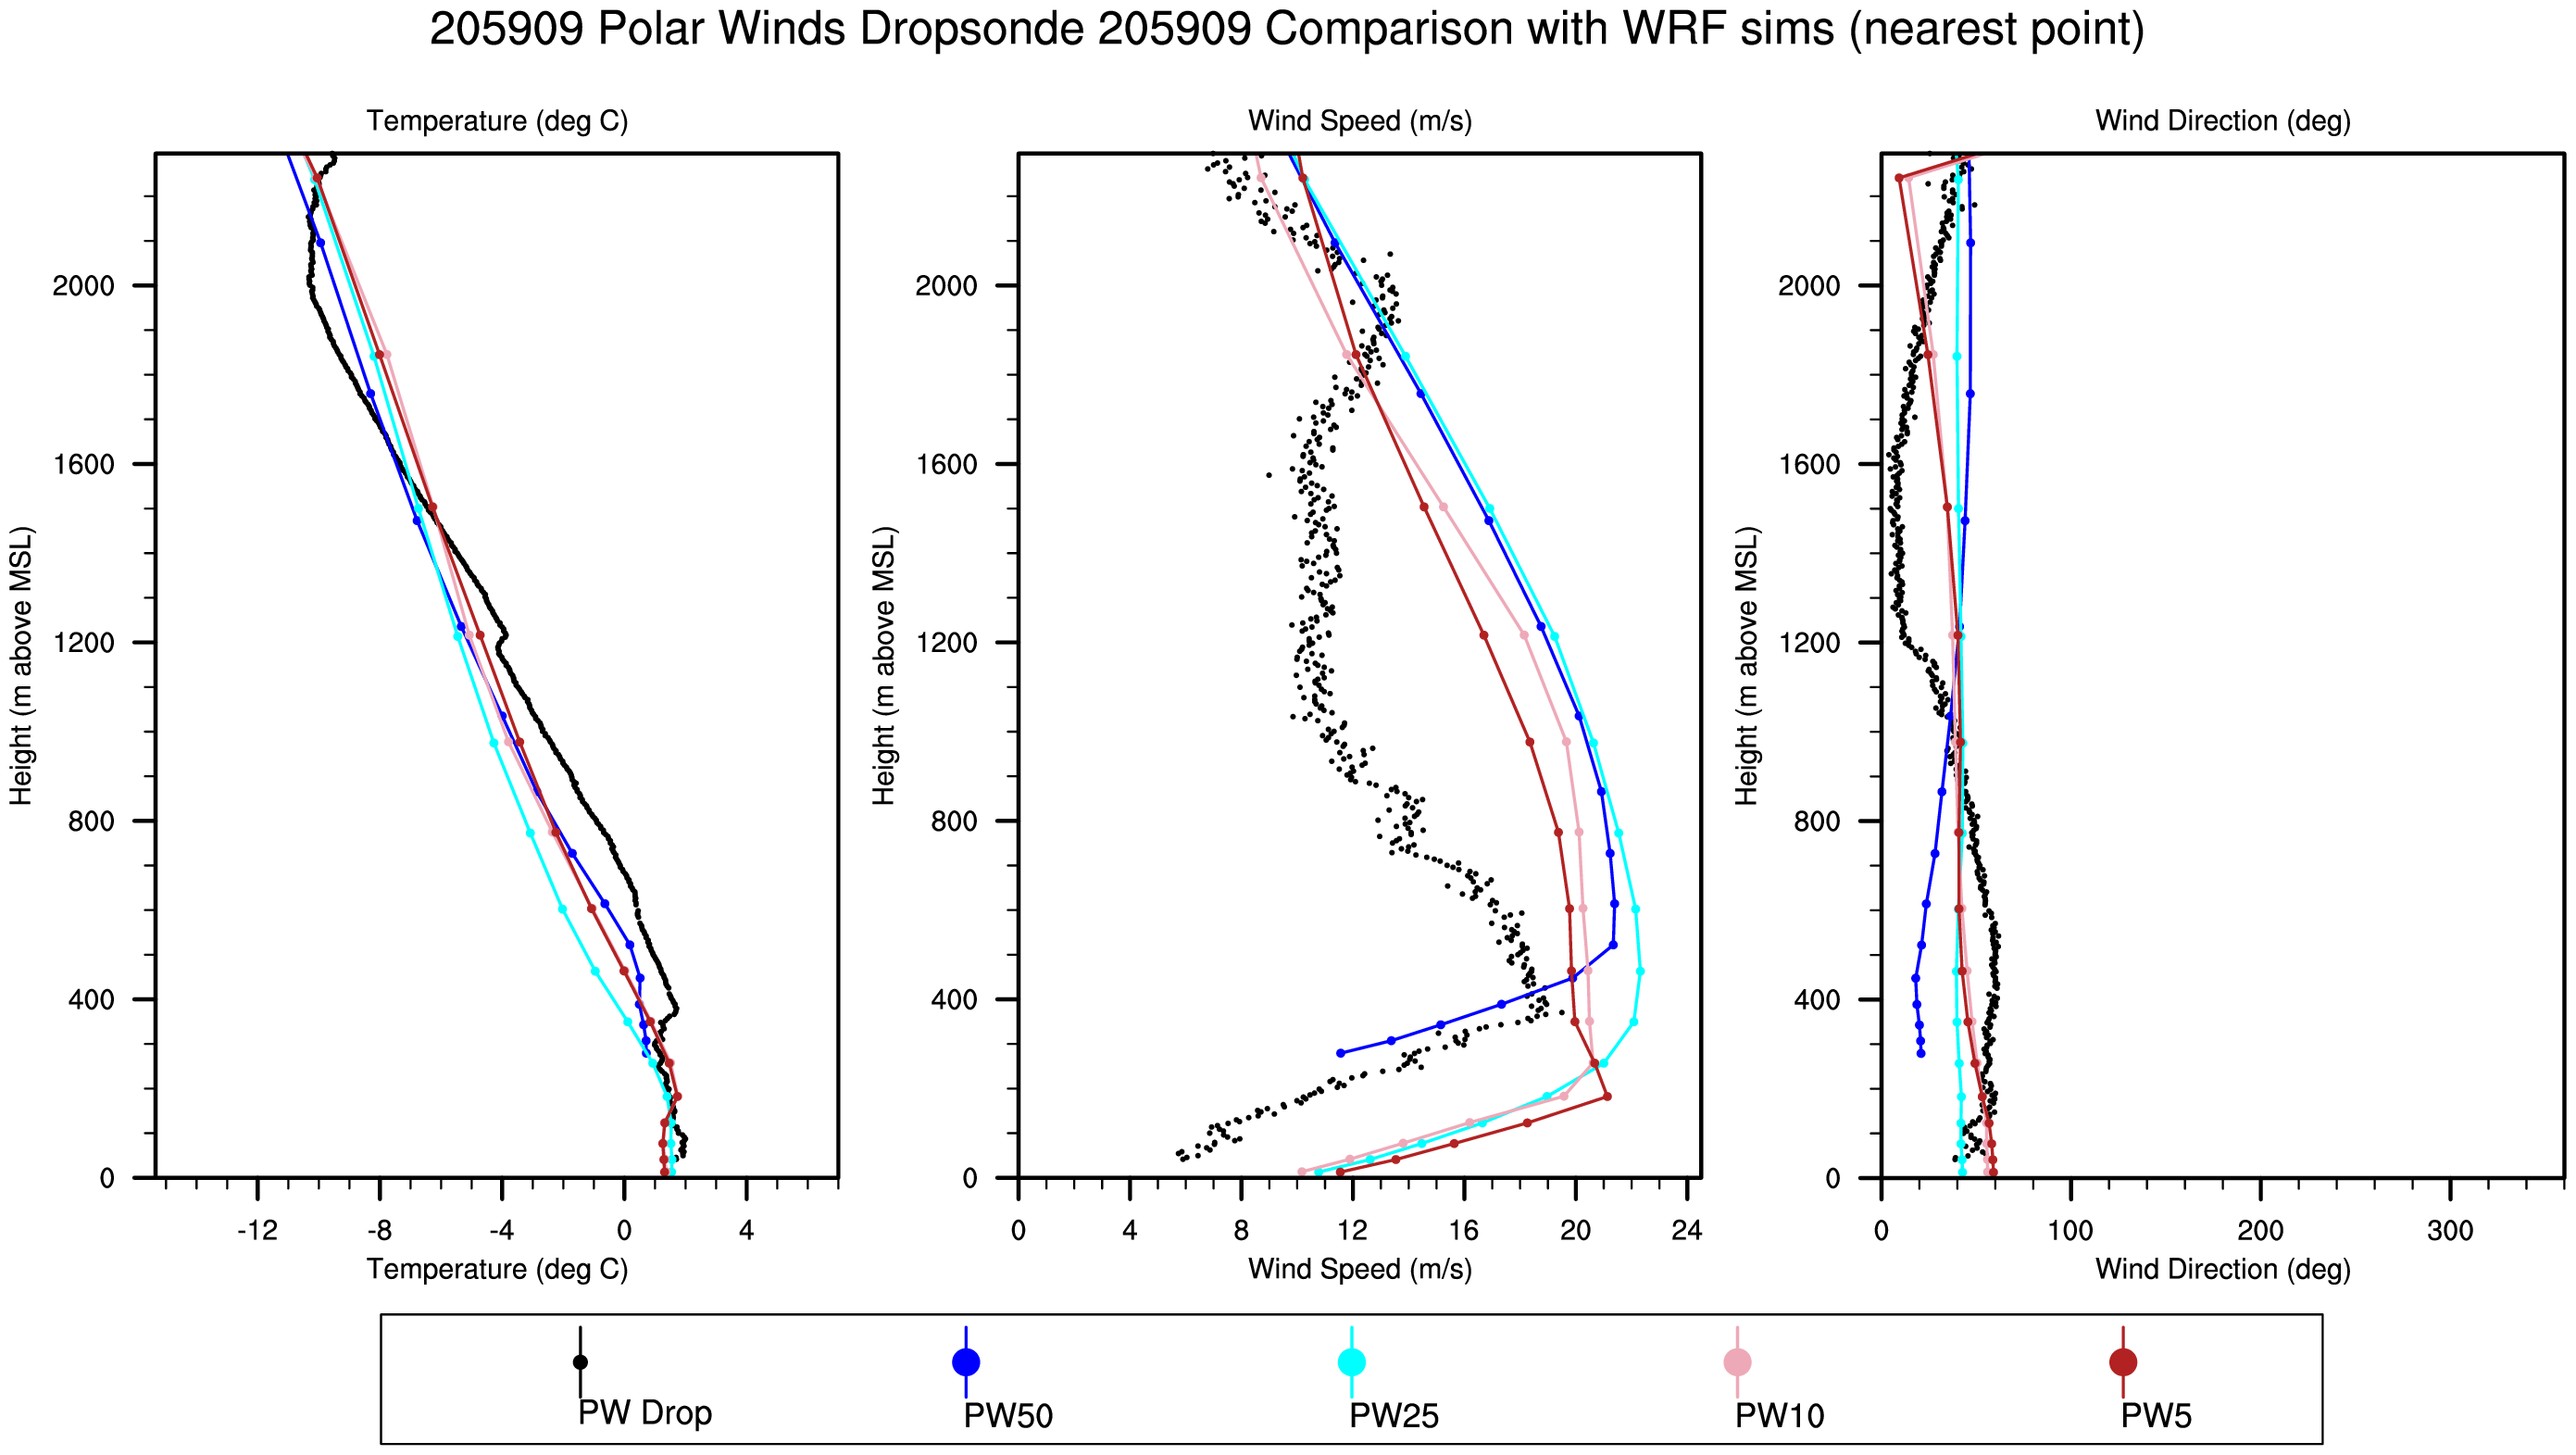 205909 Polar Winds Dropsonde 205909 Comparison with WRF sims (nearest point)
Temperature (deg C)
Wind Speed (m/s)
Wind Direction (deg)
Height (m above MSL)
2000
1600
1200
800
400
0
-12 -8 -4 0 4
Temperature (deg C)
Height (m above MSL)
2000
1600
1200
800
400
0
0 4 8 12 16 20 24
Wind Speed (m/s)
Height (m above MSL)
2000
1600
1200
800
400
0
0 100 200 300
Wind Direction (deg)
PW Drop PW50 PW25 PW10 PW5